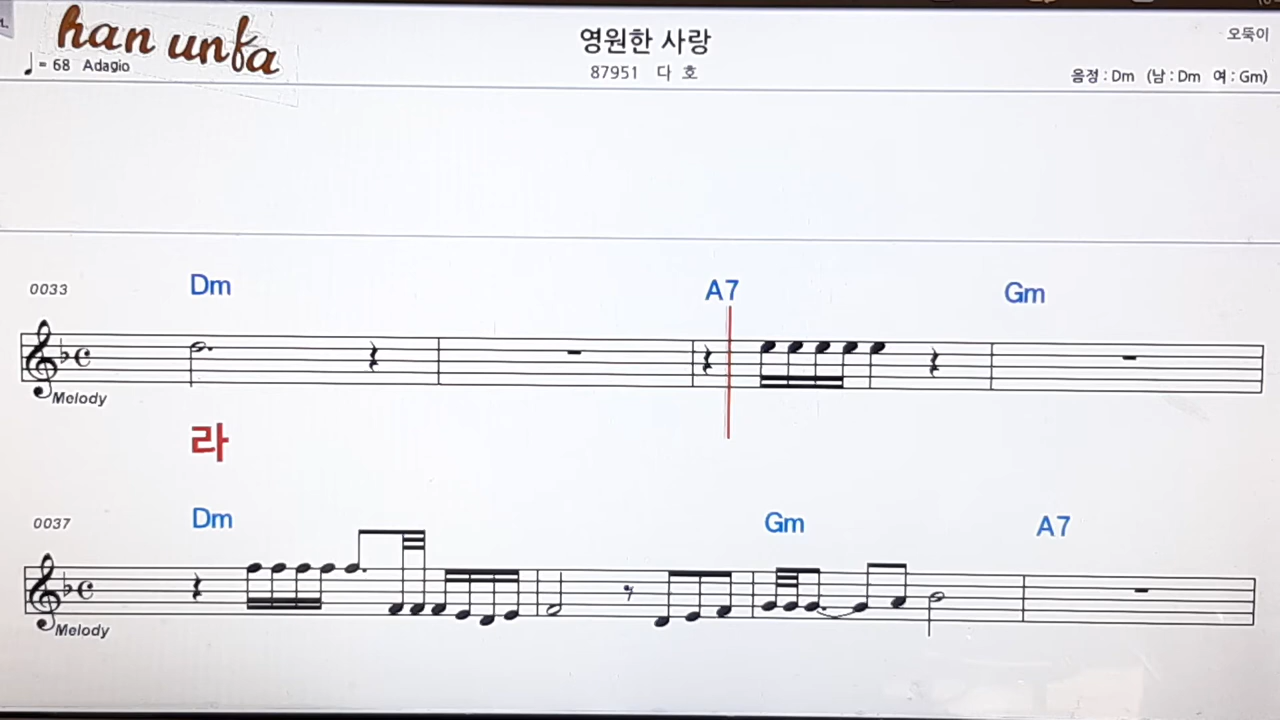 han unfa
영원한 사랑
오뚝이
♩= 68 Adagio
87951 다 호
음정 : Dm (남 : Dm 여 : Gm)
0033 Dm A7 Gm
Melody
라
0037 Dm Gm A7
Melody